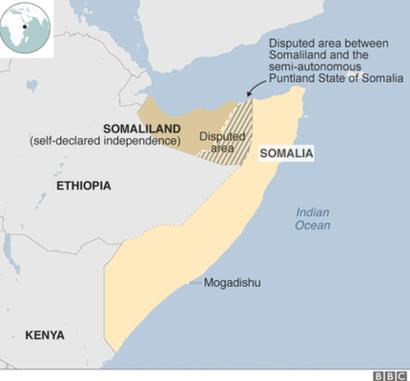 Disputed area between
Somaliland and the
semi-autonomous
Puntland State of Somalia
SOMALILAND
(self-declared independence)
Disputed
area
SOMALIA
ETHIOPIA
Indian
Ocean
Mogadishu
KENYA
BBC